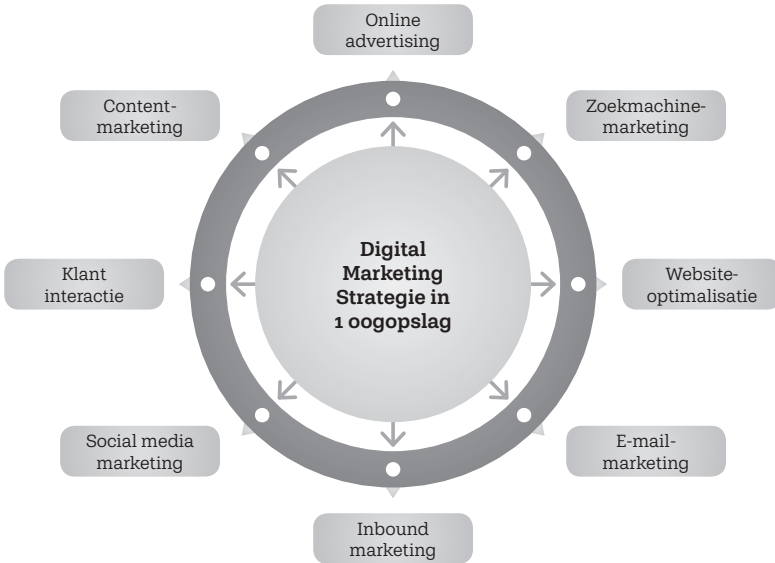 Online
advertising
Content-
marketing
Zoekmachine-
marketing
Digital
Marketing
Strategie in
1 oogopslag
Klant
interactie
Website-
optimalisatie
Social media
marketing
E-mail-
marketing
Inbound
marketing